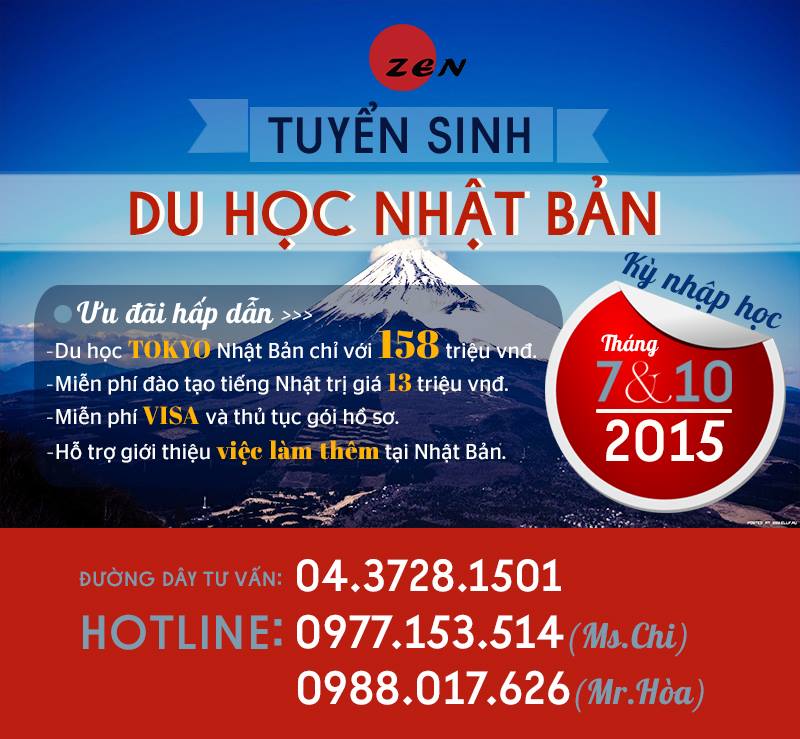 ZEN
TUYỂN SINH
DU HỌC NHẬT BẢN
Kỳ nhập học
Tháng
7&10
2015
Ưu đãi hấp dẫn >>>
-Du học TOKYO Nhật Bản chỉ với 158 triệu vnđ.
-Miễn phí đào tạo tiếng Nhật trị giá 13 triệu vnđ.
-Miễn phí VISA và thủ tục gói hồ sơ.
-Hỗ trợ giới thiệu việc làm thêm tại Nhật Bản.
ĐƯỜNG DÂY TƯ VẤN: 04.3728.1501
HOTLINE: 0977.153.514 (Ms.Chi)
0988.017.626 (Mr.Hòa)